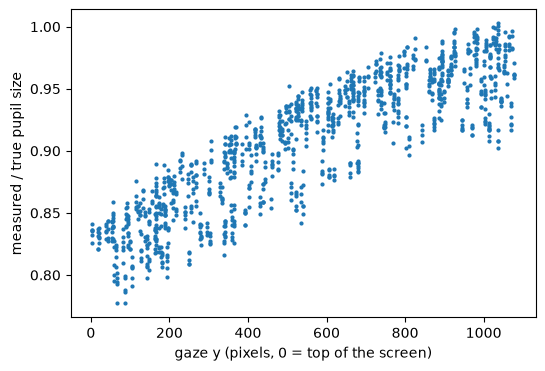 1.00
0.95
0.90
0.85
0.80
measured / true pupil size
0 200 400 600 800 1000
gaze y (pixels, 0 = top of the screen)